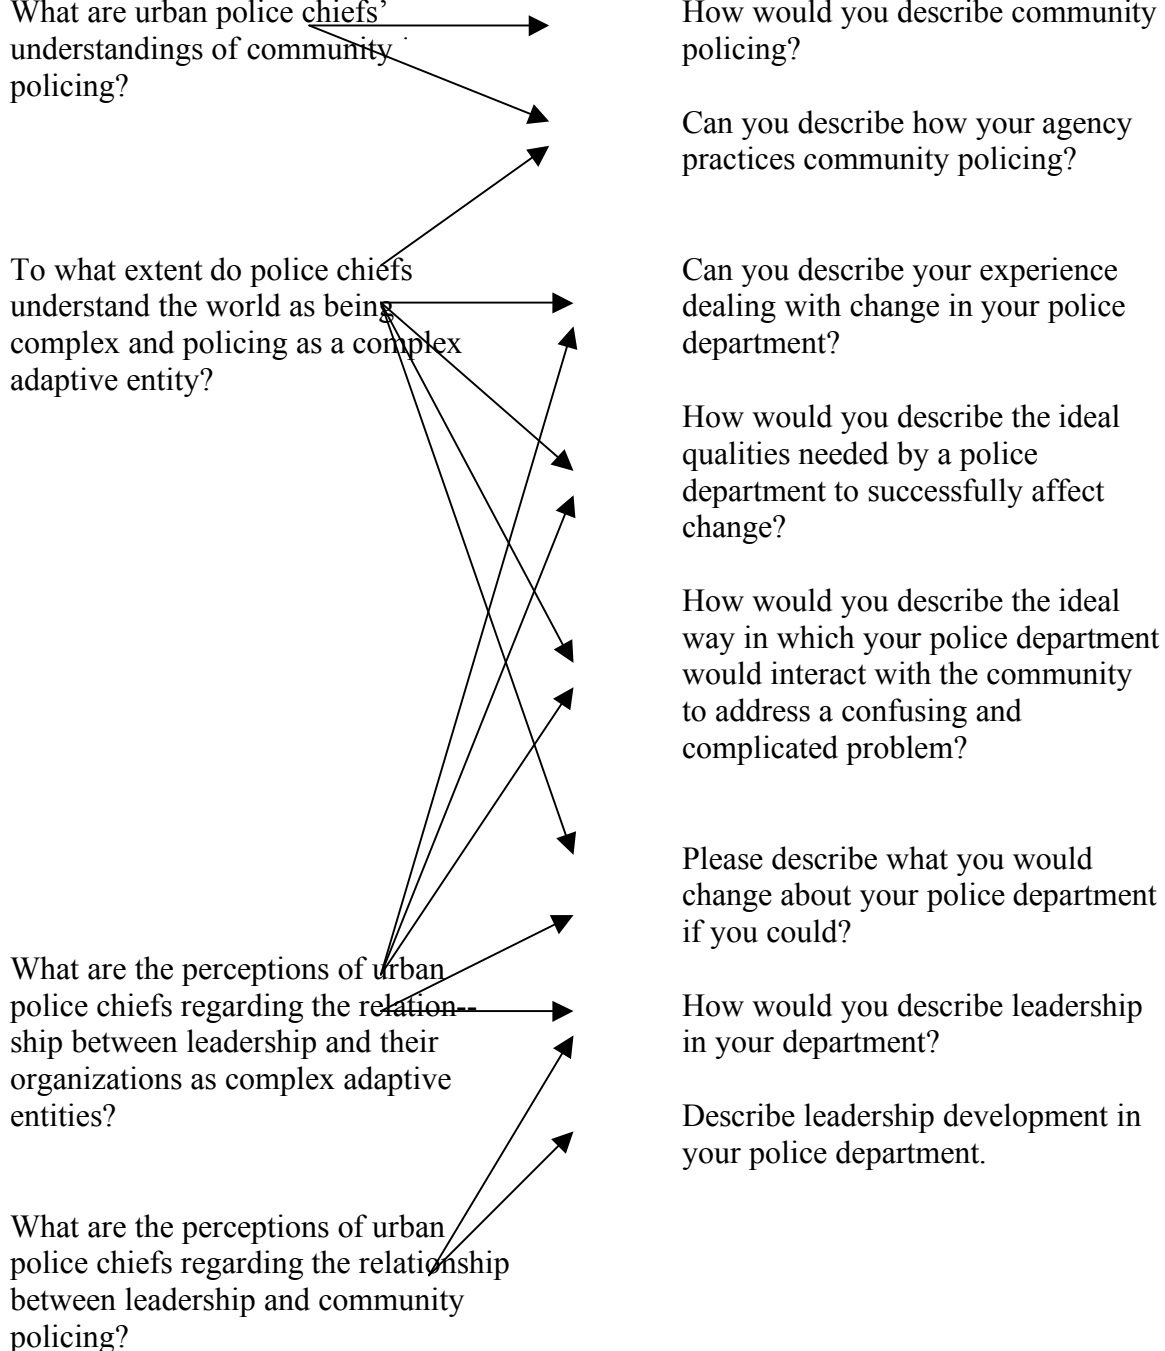 What are urban police chiefs’
understandings of community
policing?
To what extent do police chiefs
understand the world as being
complex and policing as a complex
adaptive entity?
What are the perceptions of urban
police chiefs regarding the relation--
ship between leadership and their
organizations as complex adaptive
entities?
What are the perceptions of urban
police chiefs regarding the relationship
between leadership and community
policing?
How would you describe community
policing?
Can you describe how your agency
practices community policing?
Can you describe your experience
dealing with change in your police
department?
How would you describe the ideal
qualities needed by a police
department to successfully affect
change?
How would you describe the ideal
way in which your police department
would interact with the community
to address a confusing and
complicated problem?
Please describe what you would
change about your police department
if you could?
How would you describe leadership
in your department?
Describe leadership development in
your police department.